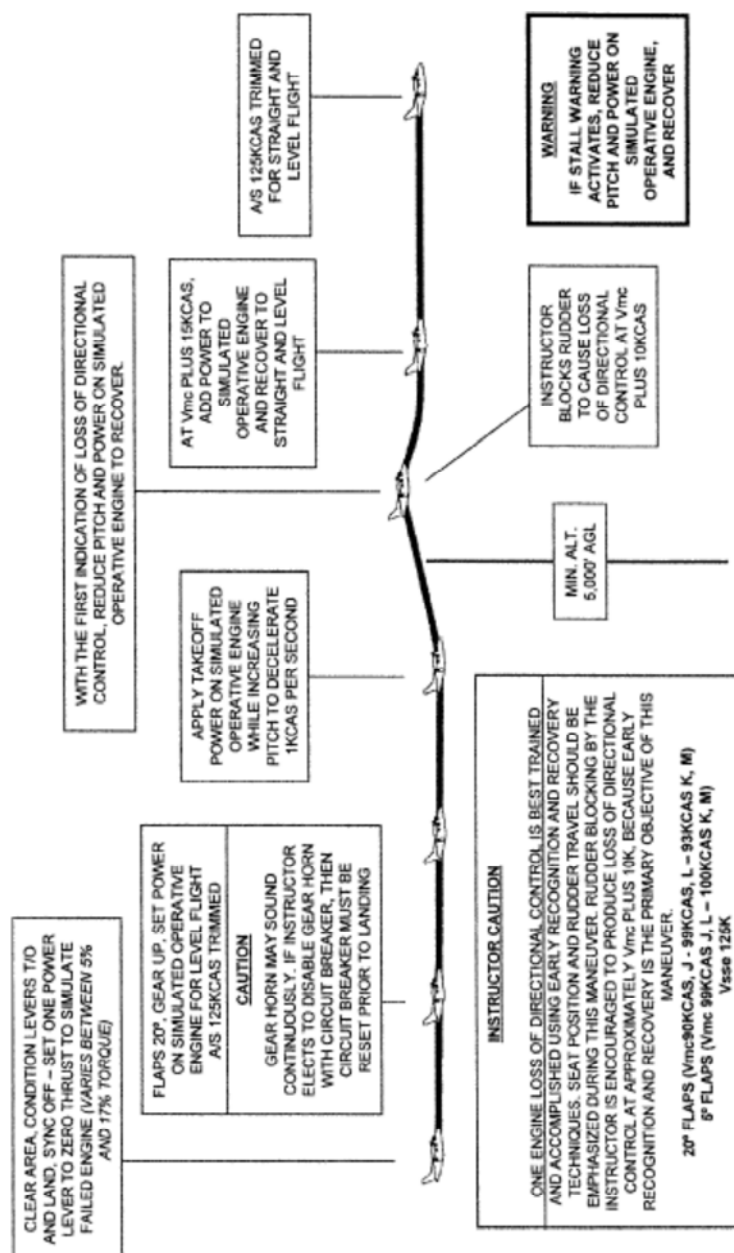 CLEAR AREA, CONDITION LEVERS T/O
AND LAND, SYNC OFF – SET ONE POWER
LEVER TO ZERO THRUST TO SIMULATE
FAILED ENGINE (VARIES BETWEEN 5%
AND 17% TORQUE)
FLAPS 20º, GEAR UP, SET POWER
ON SIMULATED OPERATIVE
ENGINE FOR LEVEL FLIGHT
A/S 125KCAS TRIMMED
CAUTION
GEAR HORN MAY SOUND
CONTINUOUSLY. IF INSTRUCTOR
ELECTS TO DISABLE GEAR HORN
WITH CIRCUIT BREAKER, THEN
CIRCUIT BREAKER MUST BE
RESET PRIOR TO LANDING
APPLY TAKEOFF
POWER ON SIMULATED
OPERATIVE ENGINE
WHILE INCREASING
PITCH TO DECELERATE
1KCAS PER SECOND
WITH THE FIRST INDICATION OF LOSS OF DIRECTIONAL
CONTROL, REDUCE PITCH AND POWER ON SIMULATED
OPERATIVE ENGINE TO RECOVER.
AT Vmc PLUS 15KCAS,
ADD POWER TO
SIMULATED
OPERATIVE ENGINE
AND RECOVER TO
STRAIGHT AND LEVEL
FLIGHT
A/S 125KCAS TRIMMED
FOR STRAIGHT AND
LEVEL FLIGHT
INSTRUCTOR CAUTION
ONE ENGINE LOSS OF DIRECTIONAL CONTROL IS BEST TRAINED
AND ACCOMPLISHED USING EARLY RECOGNITION AND RECOVERY
TECHNIQUES. SEAT POSITION AND RUDDER TRAVEL SHOULD BE
EMPHASIZED DURING THIS MANEUVER. RUDDER BLOCKING BY THE
INSTRUCTOR IS ENCOURAGED TO PRODUCE LOSS OF DIRECTIONAL
CONTROL AT APPROXIMATELY Vmc PLUS 10K, BECAUSE EARLY
RECOGNITION AND RECOVERY IS THE PRIMARY OBJECTIVE OF THIS
MANEUVER.
20º FLAPS (Vmc90KCAS, J - 99KCAS, L – 93KCAS K, M)
5º FLAPS (Vmc 99KCAS J, L – 100KCAS K, M)
Vsse 125K
MIN. ALT.
5,000' AGL
INSTRUCTOR
BLOCKS RUDDER
TO CAUSE LOSS
OF DIRECTIONAL
CONTROL AT Vmc
PLUS 10KCAS
WARNING
IF STALL WARNING
ACTIVATES, REDUCE
PITCH AND POWER ON
SIMULATED
OPERATIVE ENGINE,
AND RECOVER